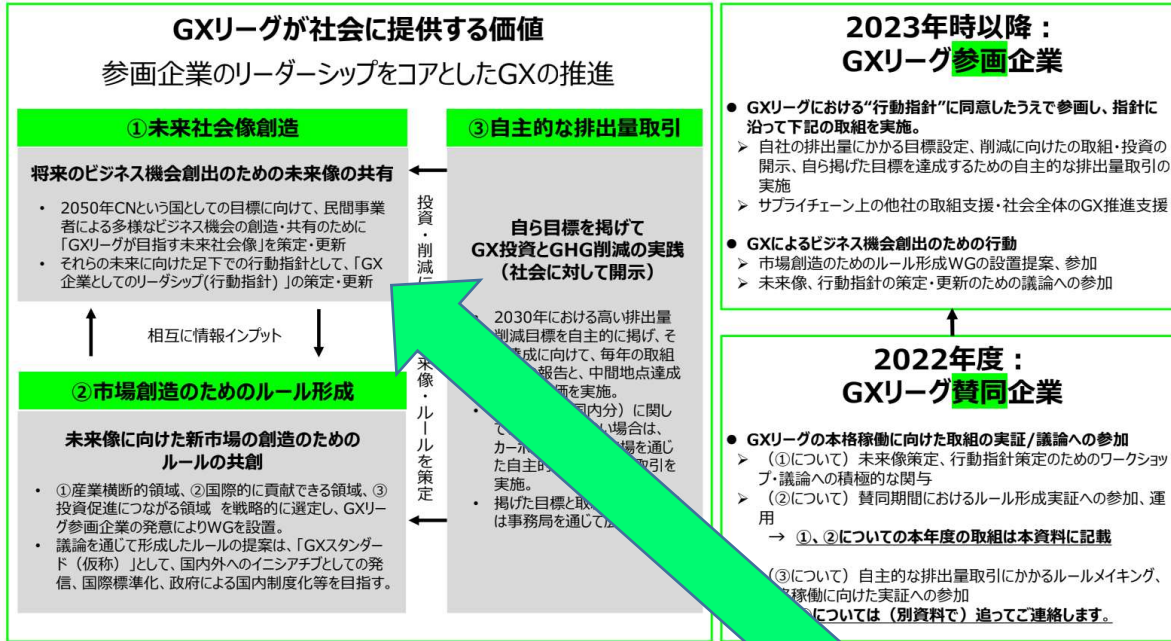 GXリーグが社会に提供する価値
参画企業のリーダーシップをコアとしたGXの推進
①未来社会像創造
将来のビジネス機会創出のための未来像の共有
• 2050年CNという国としての目標に向けて、民間事業
者による多様なビジネス機会の創造・共有のために
「GXリーグが目指す未来社会像」を策定・更新
• それらの未来に向けた足下での行動指針として、「GX
企業としてのリーダシップ(行動指針) 」の策定・更新
相互に情報インプット
②市場創造のためのルール形成
未来像に向けた新市場の創造のための
ルールの共創
• ①産業横断的領域、②国際的に貢献できる領域、③
投資促進につながる領域 を戦略的に選定し、GXリー
グ参画企業の発意によりWGを設置。
• 議論を通じて形成したルールの提案は、「GXスタンダー
ド（仮称）」として、国内外へのイニシアチブとしての発
信、国際標準化、政府による国内制度化等を目指す。
投資・削減に
来像・ルールを策定
③自主的な排出量取引
自ら目標を掲げて
GX投資とGHG削減の実践
（社会に対して開示）
• 2030年における高い排出量
削減目標を自主的に掲げ、そ
達成に向けて、毎年の取組
報告と、中間地点達成
価を実施。
国内分）に関し
い場合は、
カー
場を通じ
た自主的
取引を
実施。
• 掲げた目標と取
は事務局を通じて
2023年時以降：
GXリーグ参画企業
● GXリーグにおける“行動指針”に同意したうえで参画し、指針に
沿って下記の取組を実施。
➢ 自社の排出量にかかる目標設定、削減に向けたの取組・投資の
開示、自ら掲げた目標を達成するための自主的な排出量取引の
実施
➢ サプライチェーン上の他社の取組支援・社会全体のGX推進支援
● GXによるビジネス機会創出のための行動
➢ 市場創造のためのルール形成WGの設置提案、参加
➢ 未来像、行動指針の策定・更新のための議論への参加
2022年度：
GXリーグ賛同企業
● GXリーグの本格稼働に向けた取組の実証/議論への参加
➢ （①について）未来像策定、行動指針策定のためのワークショッ
プ・議論への積極的な関与
➢ （②について）賛同期間におけるルール形成実証への参加、運
用
→ ①、②についての本年度の取組は本資料に記載
（③について）自主的な排出量取引にかかるルールメイキング、
稼働に向けた実証への参加
については（別資料で）追ってご連絡します。